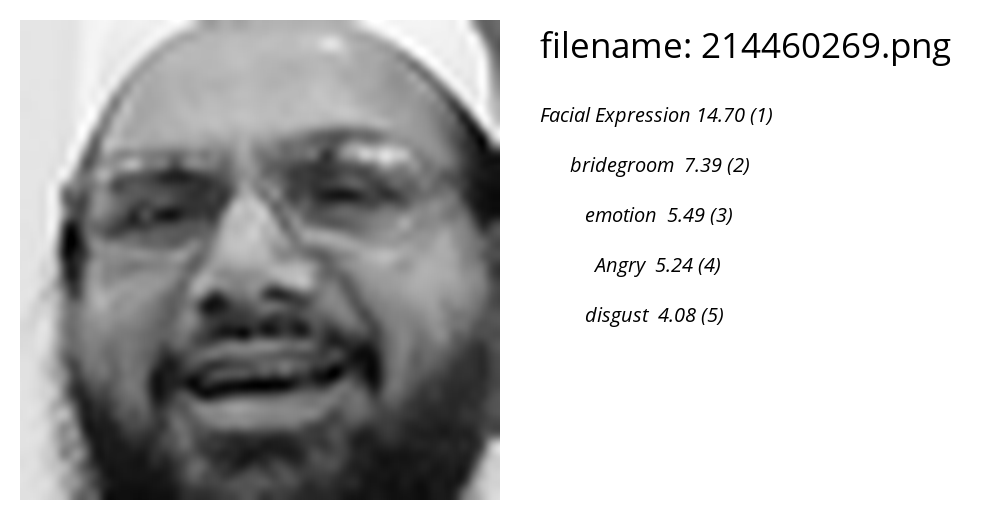 filename: 214460269.png
Facial Expression 14.70 (1)
bridegroom 7.39 (2)
emotion 5.49 (3)
Angry 5.24 (4)
disgust 4.08 (5)